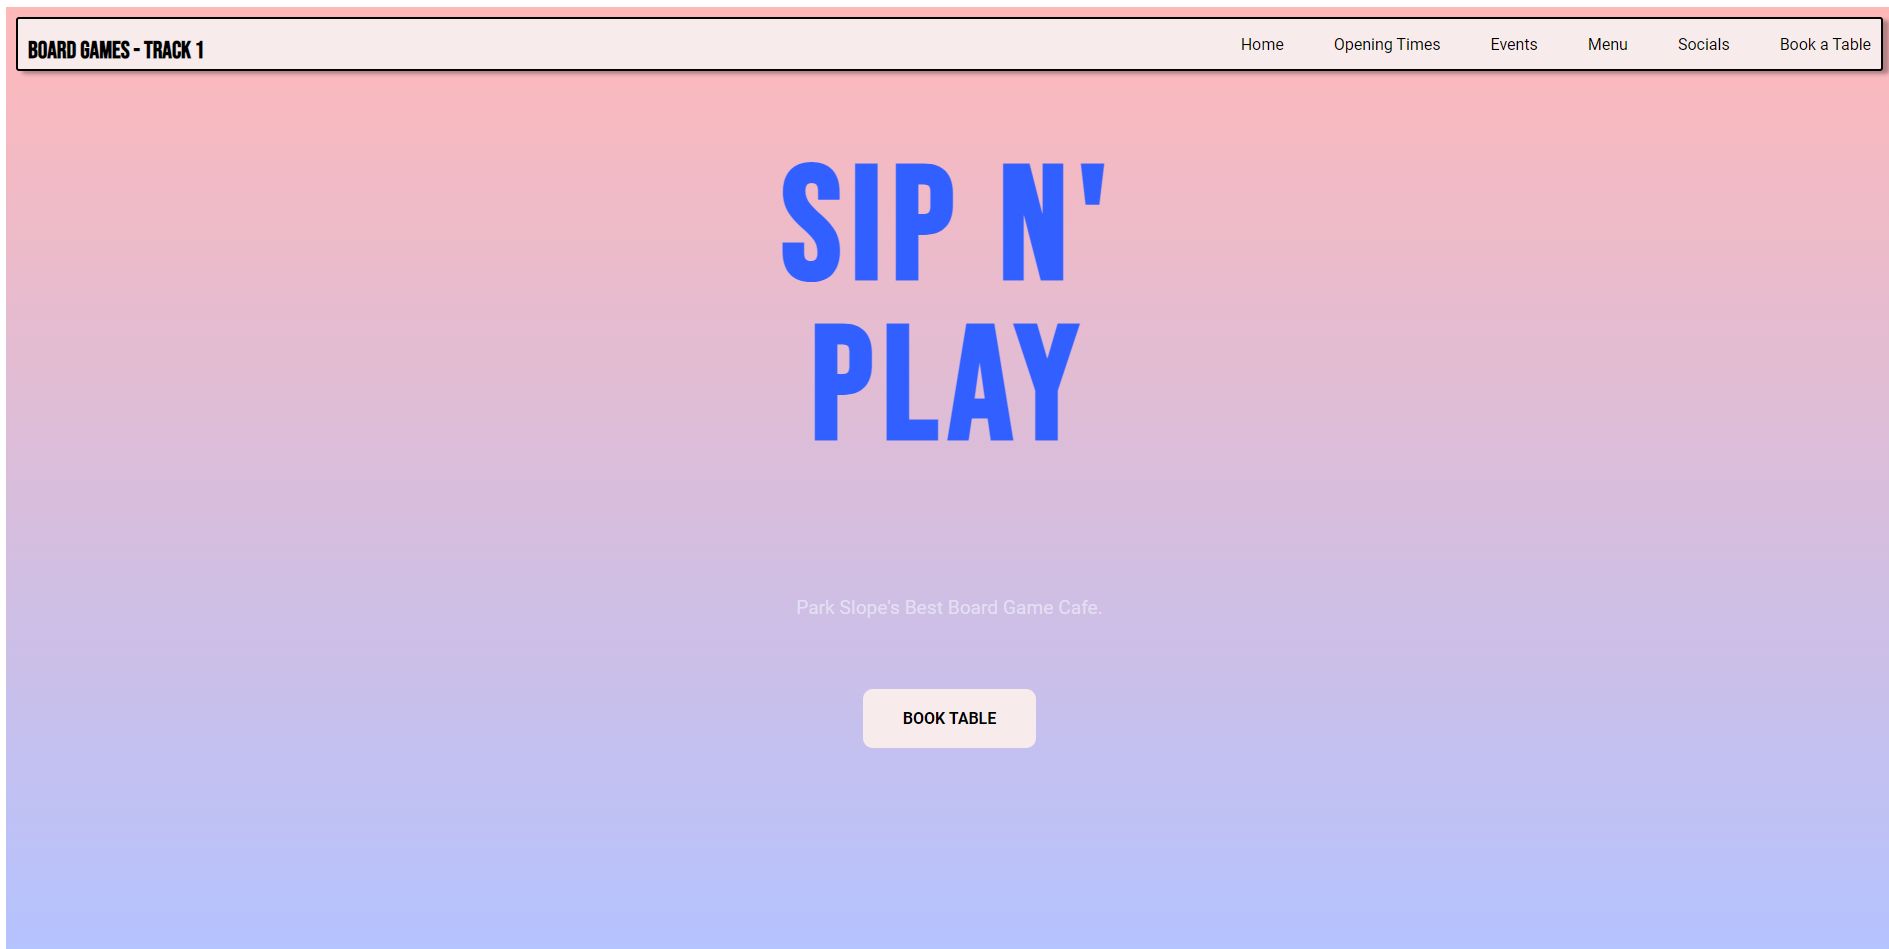 BOARD GAMES - TRACK 1
Home Opening Times Events Menu Socials Book a Table
SIP N'
PLAY
Park Slope's Best Board Game Cafe.
BOOK TABLE